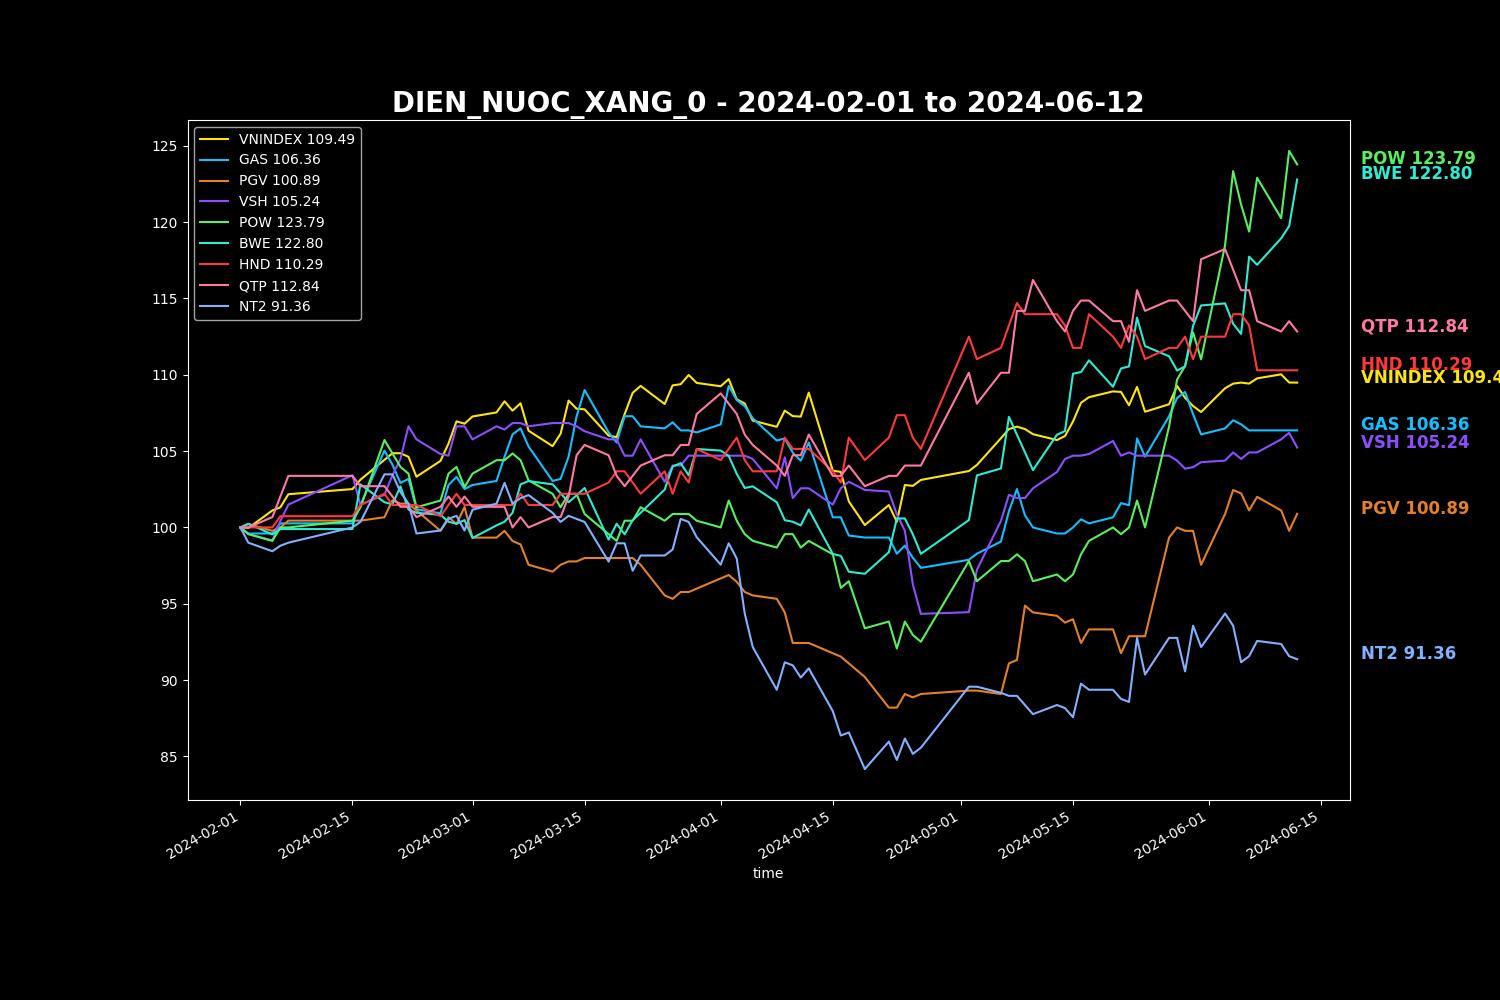 DIEN_NUOC_XANG_0 - 2024-02-01 to 2024-06-12
VNINDEX 109.49
GAS 106.36
PGV 100.89
VSH 105.24
POW 123.79
BWE 122.80
HND 110.29
QTP 112.84
NT2 91.36
125
120
115
110
105
100
95
90
85
POW 123.79
BWE 122.80
QTP 112.84
HND 110.29
VNINDEX 109.4
GAS 106.36
VSH 105.24
PGV 100.89
NT2 91.36
2024-02-01
2024-02-15
2024-03-01
2024-03-15
2024-04-01
2024-04-15
2024-05-01
2024-05-15
2024-06-01
2024-06-15
time